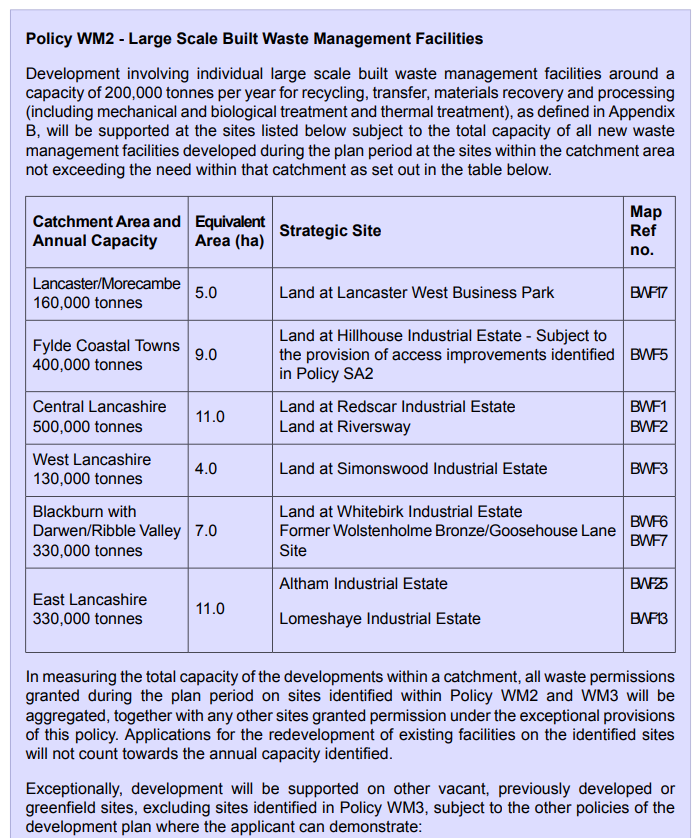 Policy WM2 - Large Scale Built Waste Management Facilities
Development involving individual large scale built waste management facilities around a
capacity of 200,000 tonnes per year for recycling, transfer, materials recovery and processing
(including mechanical and biological treatment and thermal treatment), as defined in Appendix
B, will be supported at the sites listed below subject to the total capacity of all new waste
management facilities developed during the plan period at the sites within the catchment area
not exceeding the need within that catchment as set out in the table below.
Catchment Area and
Annual Capacity
Equivalent
Area (ha)
Strategic Site
Map
Ref
no.
Lancaster/Morecambe
160,000 tonnes
5.0
Land at Lancaster West Business Park
BWF17
Fylde Coastal Towns
400,000 tonnes
9.0
Land at Hillhouse Industrial Estate - Subject to
the provision of access improvements identified
in Policy SA2
BWF5
Central Lancashire
500,000 tonnes
11.0
Land at Redscar Industrial Estate
Land at Riversway
BWF1
BWF2
West Lancashire
130,000 tonnes
4.0
Land at Simonswood Industrial Estate
BWF3
Blackburn with
Darwen/Ribble Valley
330,000 tonnes
7.0
Land at Whitebirk Industrial Estate
Former Wolstenholme Bronze/Goosehouse Lane
Site
BWF6
BWF7
East Lancashire
330,000 tonnes
11.0
Altham Industrial Estate
Lomeshaye Industrial Estate
BWF25
BWF13
In measuring the total capacity of the developments within a catchment, all waste permissions
granted during the plan period on sites identified within Policy WM2 and WM3 will be
aggregated, together with any other sites granted permission under the exceptional provisions
of this policy. Applications for the redevelopment of existing facilities on the identified sites
will not count towards the annual capacity identified.
Exceptionally, development will be supported on other vacant, previously developed or
greenfield sites, excluding sites identified in Policy WM3, subject to the other policies of the
development plan where the applicant can demonstrate: